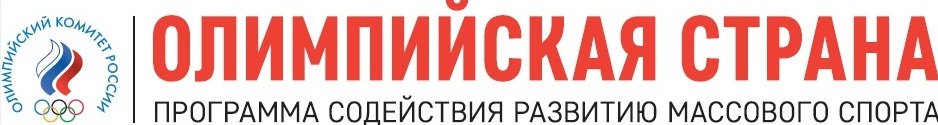 ОЛИМПИЙСКИЙ КОМИТЕТ РОССИИ
ОЛИМПИЙСКАЯ СТРАНА
ПРОГРАММА СОДЕЙСТВИЯ РАЗВИТИЮ МАССОВОГО СПОРТА